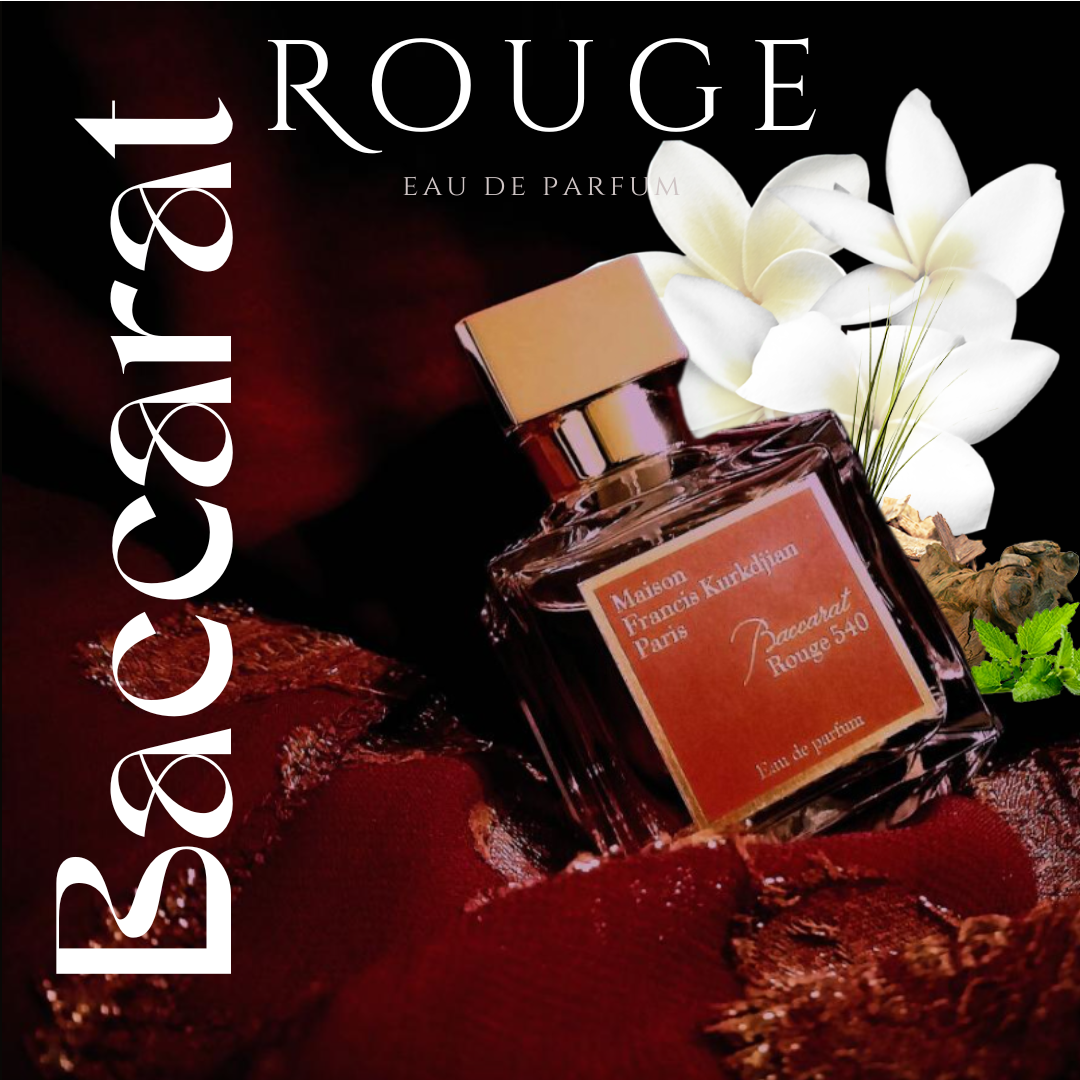 ROUGE
EAU DE PARFUM
Baccarat
Maison
Francis Kurkdjian
Paris
Baccarat
Rouge 540
Eau de parfum